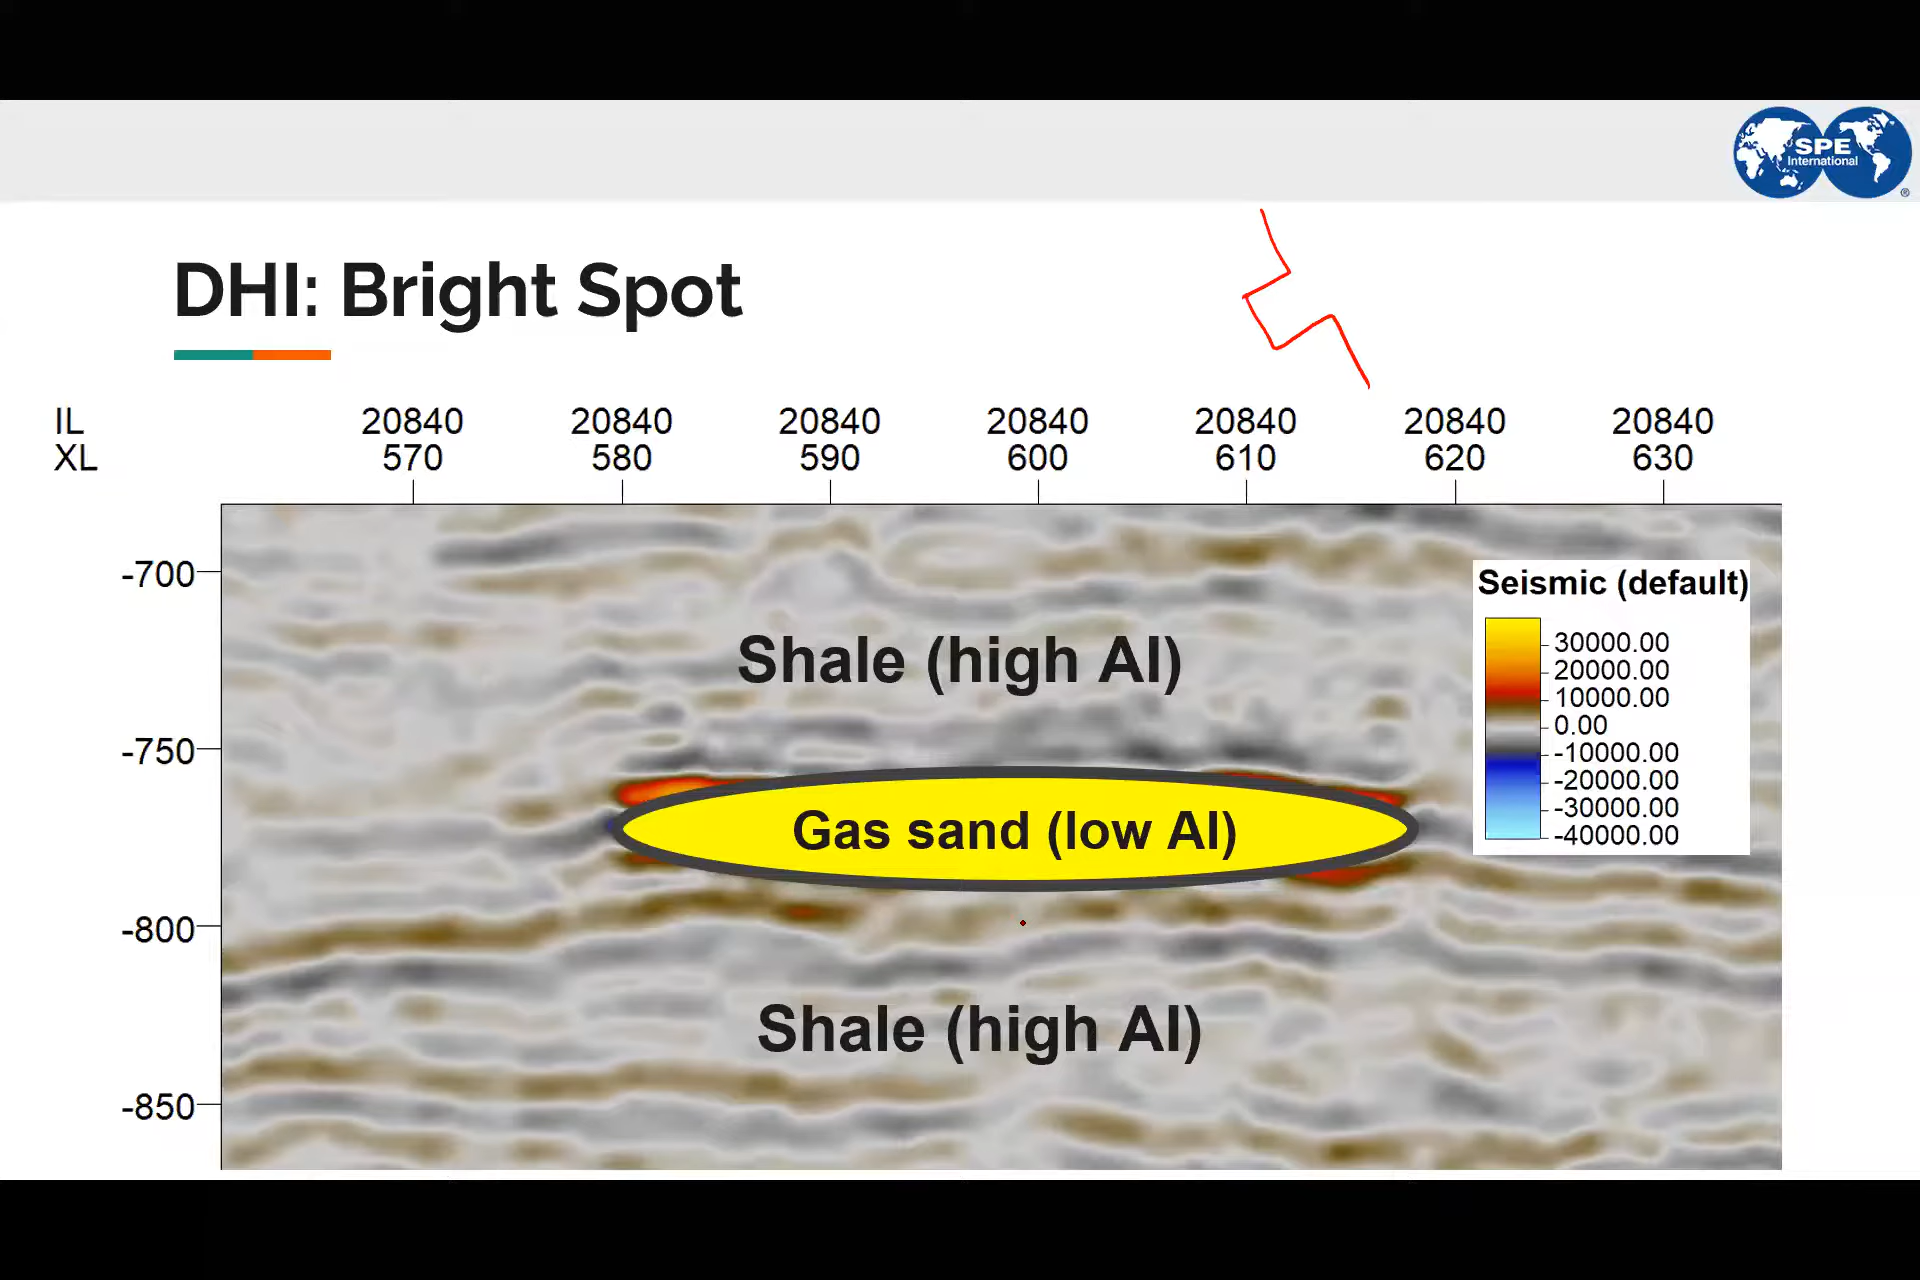 SPE
International
®
DHI: Bright Spot
IL 20840 20840 20840 20840 20840 20840 20840
XL 570 580 590 600 610 620 630
-700
-750
-800
-850
Shale (high AI)
Gas sand (low AI)
Shale (high AI)
Seismic (default)
30000.00
20000.00
10000.00
0.00
-10000.00
-20000.00
-30000.00
-40000.00